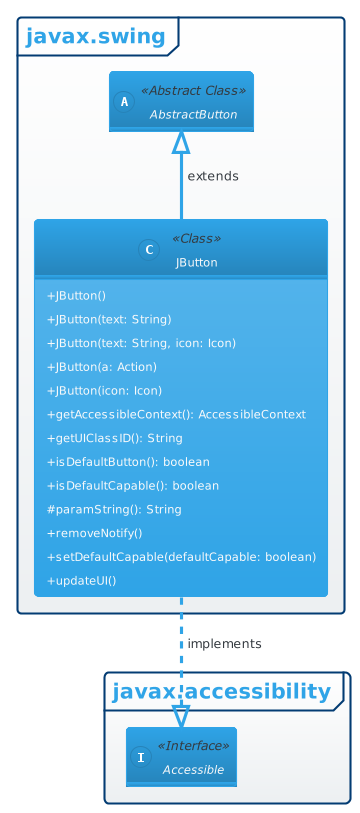 javax.swing
«Abstract Class»
A
AbstractButton
extends
«Class»
C
JButton
+JButton()
+JButton(text: String)
+JButton(text: String, icon: Icon)
+JButton(a: Action)
+JButton(icon: Icon)
+getAccessibleContext(): AccessibleContext
+getUIClassID(): String
+isDefaultButton(): boolean
+isDefaultCapable(): boolean
#paramString(): String
+removeNotify()
+setDefaultCapable(defaultCapable: boolean)
+updateUI()
implements
javax.accessibility
«Interface»
I
Accessible